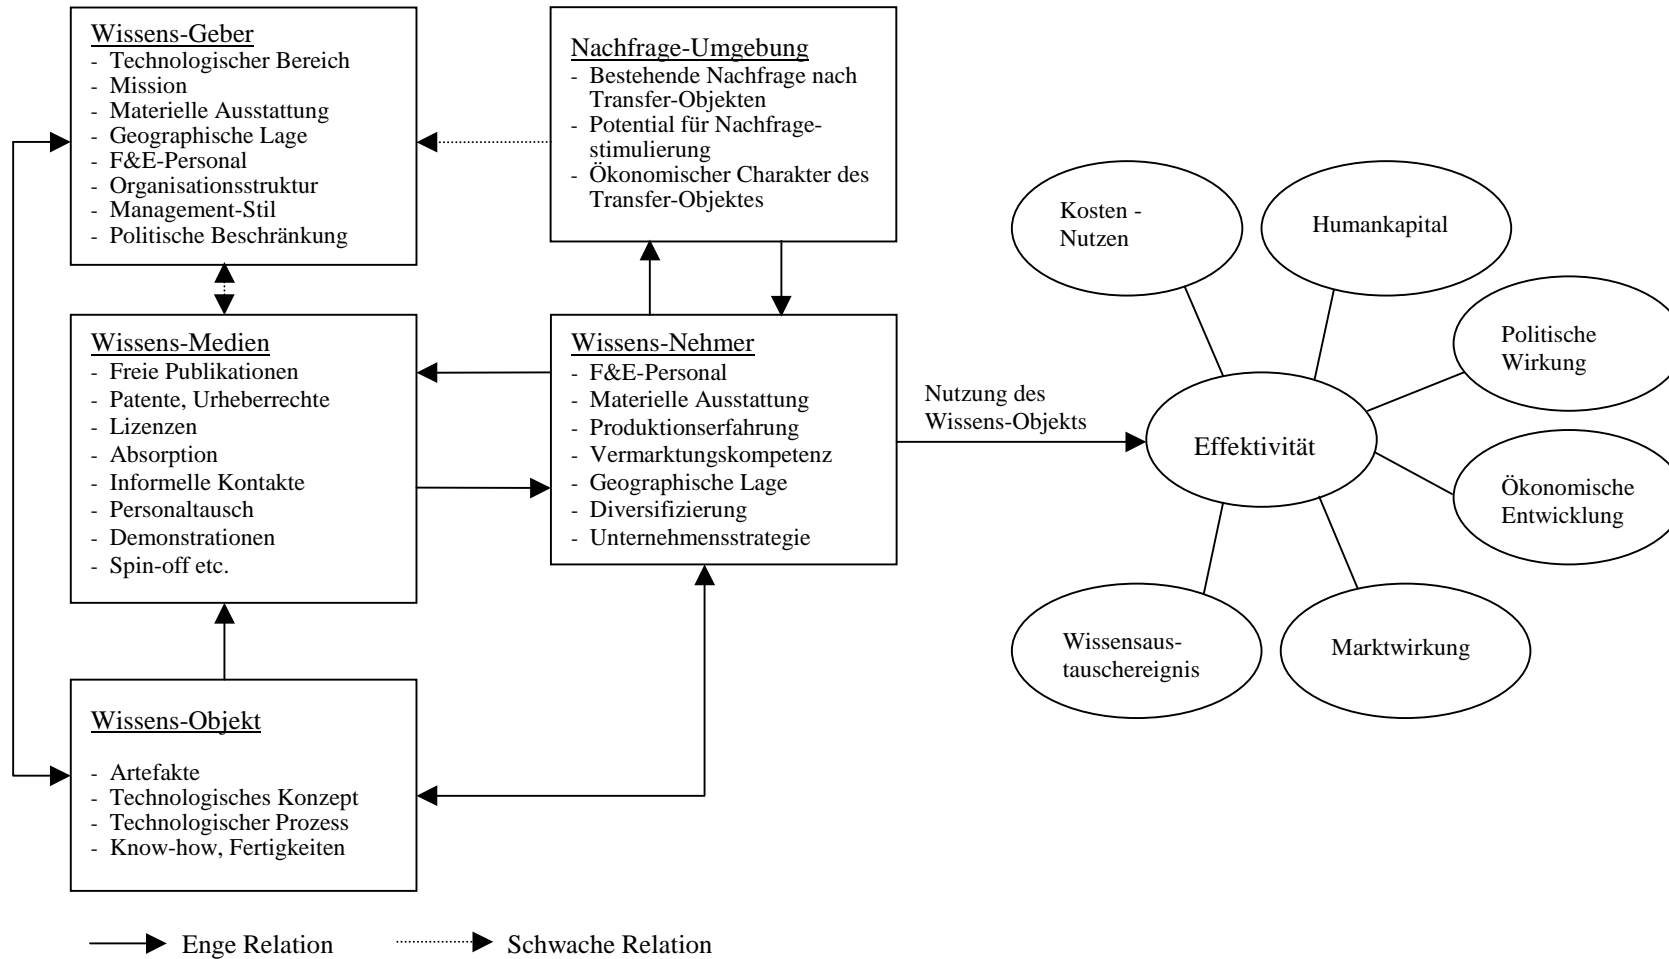 Wissens-Geber
- Technologischer Bereich
- Mission
- Materielle Ausstattung
- Geographische Lage
- F&E-Personal
- Organisationsstruktur
- Management-Stil
- Politische Beschränkung
Nachfrage-Umgebung
- Bestehende Nachfrage nach
Transfer-Objekten
- Potential für Nachfrage-
stimulierung
- Ökonomischer Charakter des
Transfer-Objektes
Wissens-Medien
- Freie Publikationen
- Patente, Urheberrechte
- Lizenzen
- Absorption
- Informelle Kontakte
- Personaltausch
- Demonstrationen
- Spin-off etc.
Wissens-Nehmer
- F&E-Personal
- Materielle Ausstattung
- Produktionserfahrung
- Vermarktungskompetenz
- Geographische Lage
- Diversifizierung
- Unternehmensstrategie
Wissens-Objekt
- Artefakte
- Technologisches Konzept
- Technologischer Prozess
- Know-how, Fertigkeiten
Nutzung des
Wissens-Objekts
Effektivität
Kosten -
Nutzen
Humankapital
Politische
Wirkung
Ökonomische
Entwicklung
Marktwirkung
Wissensaus-
tauschereignis
Enge Relation
Schwache Relation